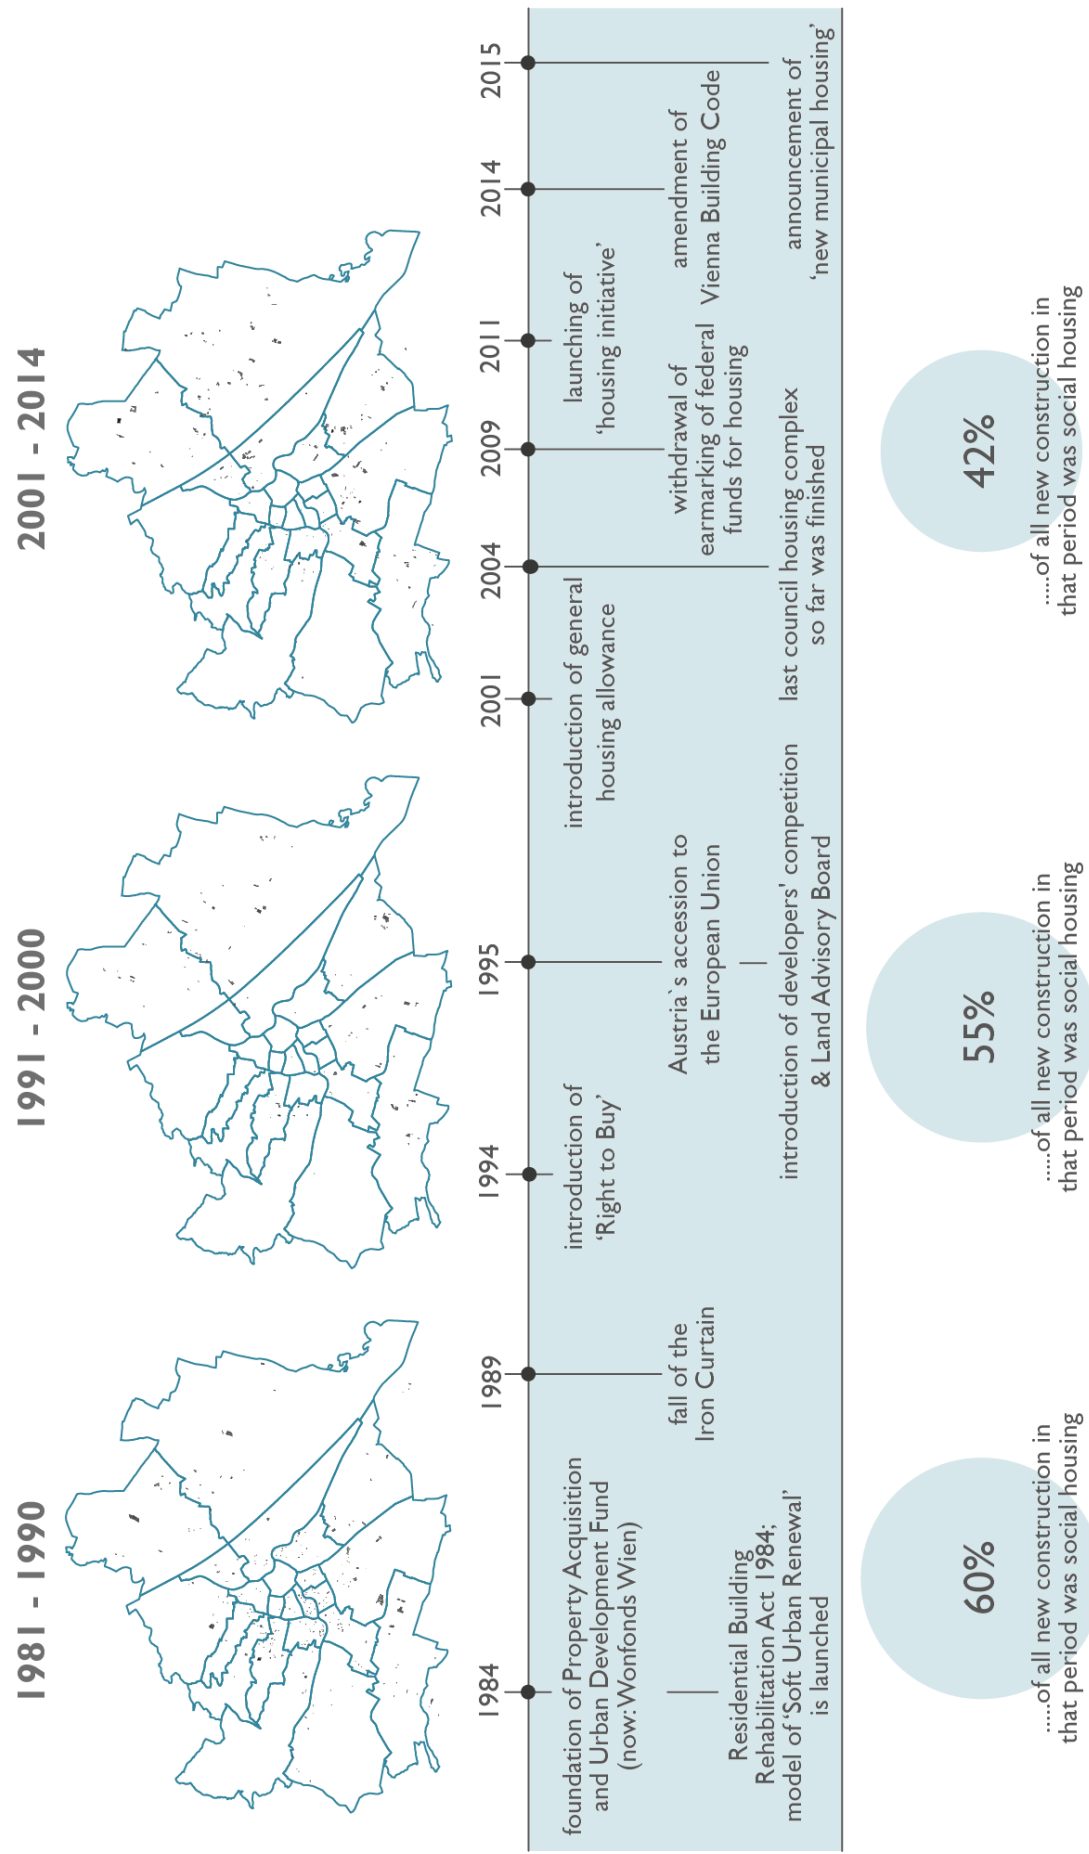 1981 - 1990
1991 - 2000
2001 - 2014
1984
1989
1994
1995
2001
2004
2009
2011
2014
2015
foundation of Property Acquisition
and Urban Development Fund
(now: Wonfonds Wien)
Residential Building
Rehabilitation Act 1984;
model of ‘Soft Urban Renewal’
is launched
fall of the
Iron Curtain
introduction of
‘Right to Buy’
Austria`s accession to
the European Union
introduction of developers' competition
& Land Advisory Board
introduction of general
housing allowance
last council housing complex
so far was finished
withdrawal of
earmarking of federal
funds for housing
launching of
‘housing initiative’
amendment of
Vienna Building Code
announcement of
‘new municipal housing’
60%
.....of all new construction in
that period was social housing
55%
.....of all new construction in
that period was social housing
42%
.....of all new construction in
that period was social housing